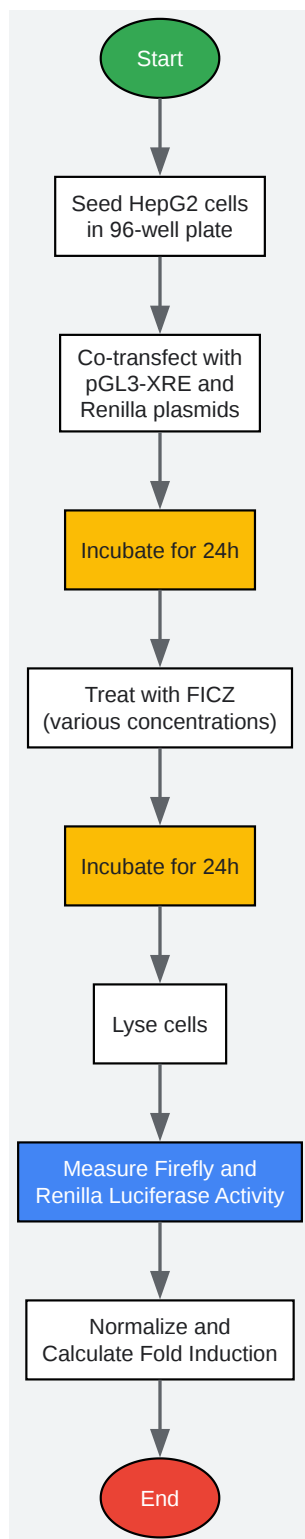 Start
Seed HepG2 cells
in 96-well plate
Co-transfect with
pGL3-XRE and
Renilla plasmids
Incubate for 24h
Treat with FICZ
(various concentrations)
Incubate for 24h
Lyse cells
Measure Firefly and
Renilla Luciferase Activity
Normalize and
Calculate Fold Induction
End